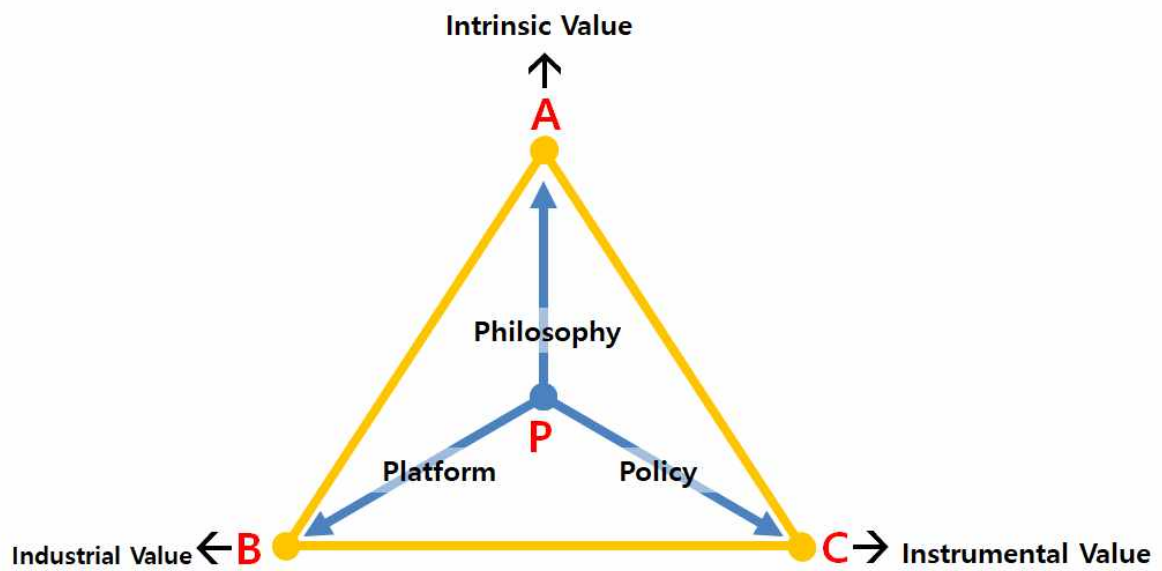 Intrinsic Value
A
Philosophy
P
Platform
Policy
Industrial Value
B
C
Instrumental Value